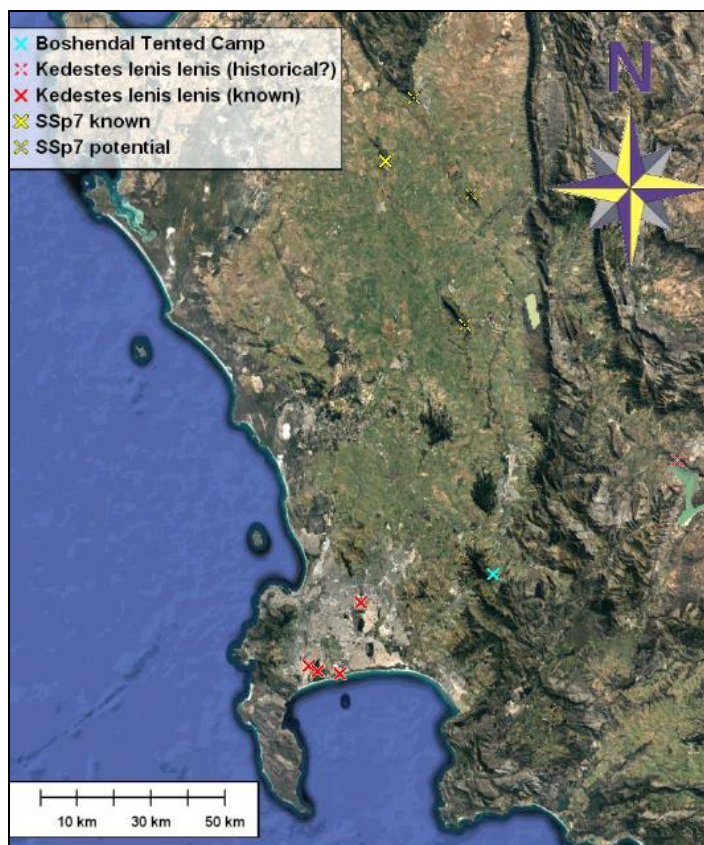 Boshendal Tented Camp
Kedestes lenis lenis (historical?)
Kedestes lenis lenis (known)
SSp7 known
SSp7 potential
N
10 km 30 km 50 km